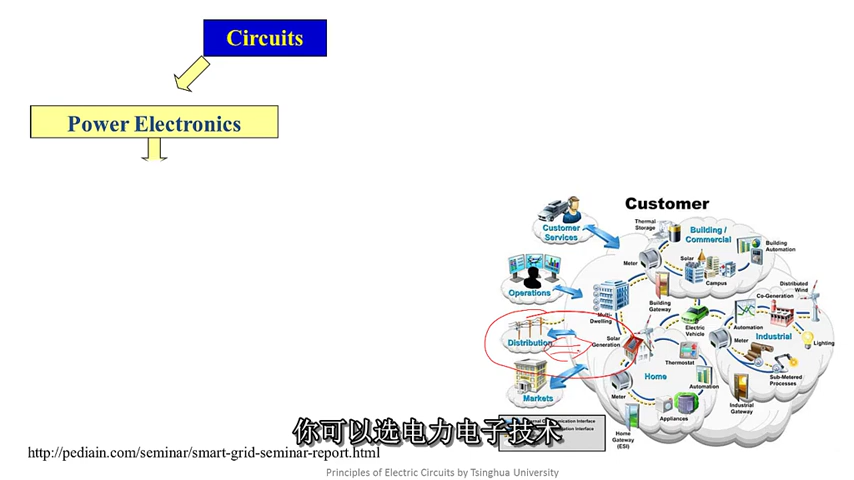 Circuits
Power Electronics
Customer
Customer
Services
Thermal
Storage
Building /
Commercial
Building
Automation
Meter
Solar
Campus
Operations
Multi-
Dwelling
Building
Gateway
Electric
Vehicle
Distributed
Wind
Co-Generation
Automation
Industrial
Meter
Lighting
Distribution
Solar
Generation
Thermostat
Home
Automation
Sub-Metered
Processes
Markets
Meter
Appliances
Industrial
Gateway
Communication Interface
Interface
Home
Gateway
(ESI)
你可以选电力电子技术
http://pediain.com/seminar/smart-grid-seminar-report.html
Principles of Electric Circuits by Tsinghua University